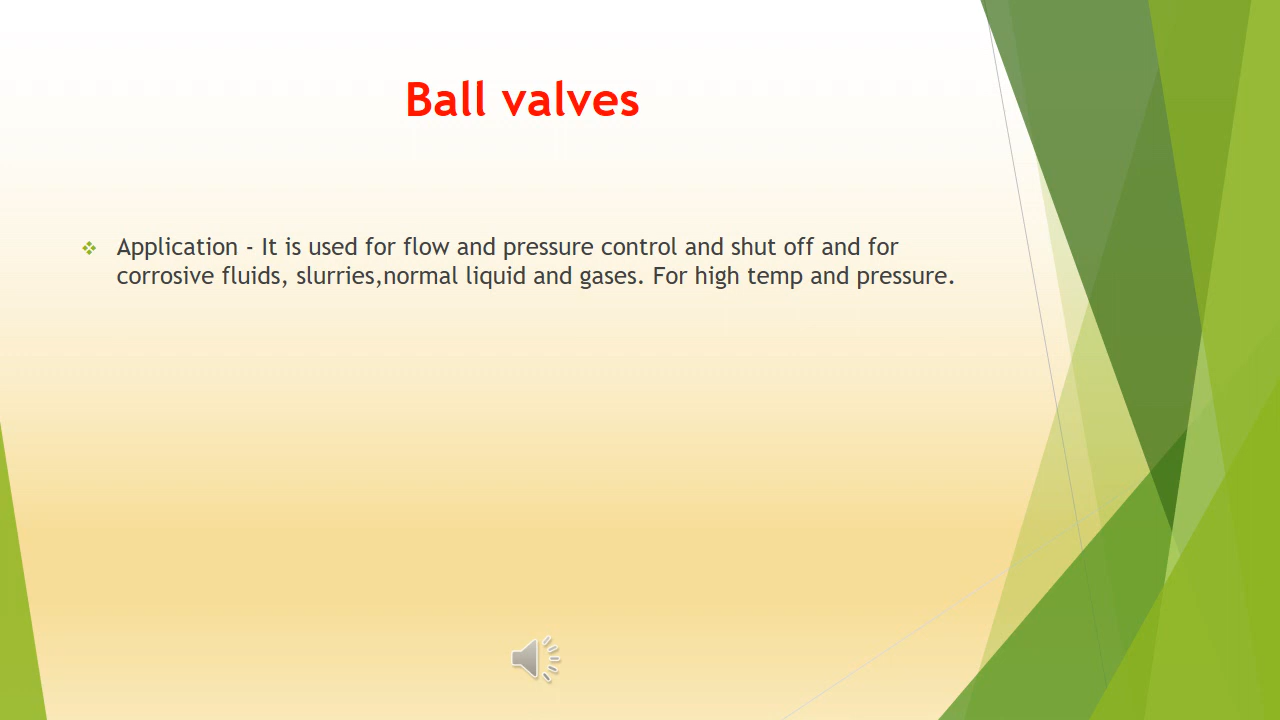 Ball valves
Application - It is used for flow and pressure control and shut off and for
corrosive fluids, slurries,normal liquid and gases. For high temp and pressure.